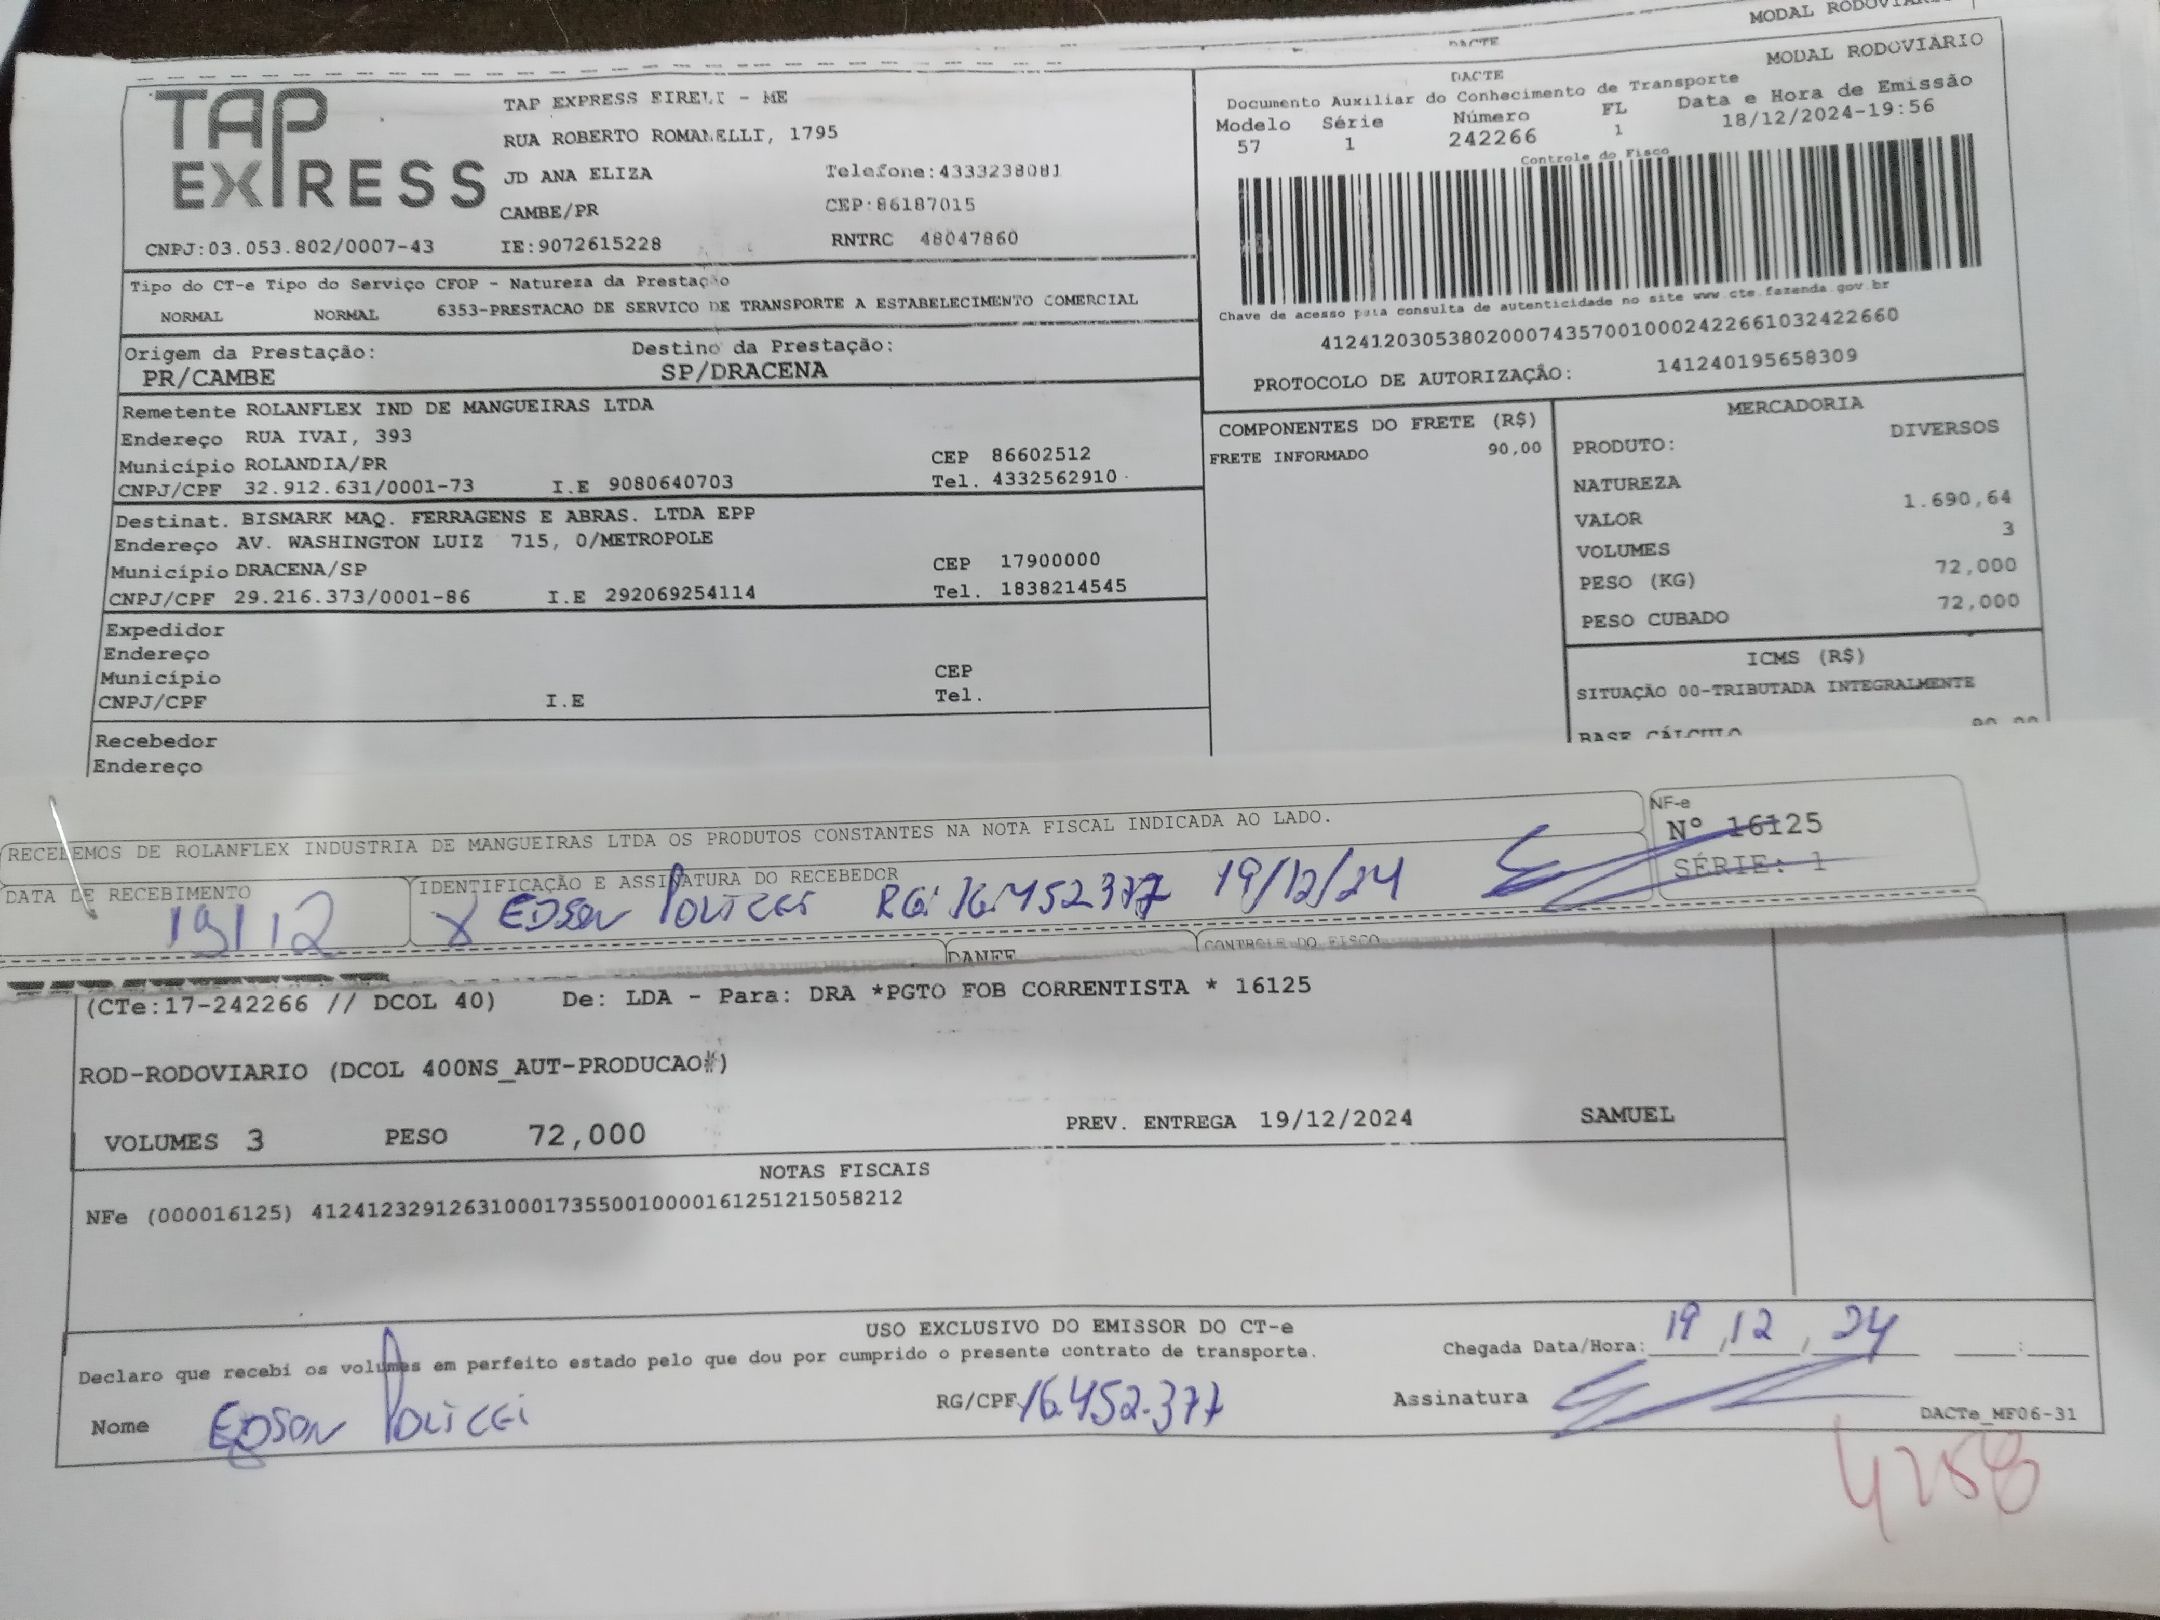 MODAL RODOVIÁRIO
DACTE
TAP EXPRESS
TAP EXPRESS EIRELI - ME
RUA ROBERTO ROMANELLI, 1795
JD ANA ELIZA Telefone:4333238081
CAMBE/PR CEP:86187015
CNPJ:03.053.802/0007-43 IE:9072615228 RNTRC 48047860
DACTE MODAL RODOVIÁRIO
Documento Auxiliar do Conhecimento de Transporte
Modelo Série Número FL Data e Hora de Emissão
57 1 242266 1 18/12/2024-19:56
Controle do Fisco
Chave de acesso para consulta de autenticidade no site www.cte.fazenda.gov.br
41241203053802000743570010002422661032422660
PROTOCOLO DE AUTORIZAÇÃO: 141240195658309
Tipo do CT-e Tipo do Serviço CFOP - Natureza da Prestação
NORMAL NORMAL 6353-PRESTACAO DE SERVICO DE TRANSPORTE A ESTABELECIMENTO COMERCIAL
Origem da Prestação: Destino da Prestação:
PR/CAMBE SP/DRACENA
Remetente ROLANFLEX IND DE MANGUEIRAS LTDA
Endereço RUA IVAI, 393
Município ROLANDIA/PR CEP 86602512
CNPJ/CPF 32.912.631/0001-73 I.E 9080640703 Tel. 4332562910
Destinat. BISMARK MAQ. FERRAGENS E ABRAS. LTDA EPP
Endereço AV. WASHINGTON LUIZ 715, 0/METROPOLE
Município DRACENA/SP CEP 17900000
CNPJ/CPF 29.216.373/0001-86 I.E 292069254114 Tel. 1838214545
Expedidor
Endereço
Município CEP
CNPJ/CPF I.E Tel.
Recebedor
Endereço
COMPONENTES DO FRETE (R$)
FRETE INFORMADO 90,00
MERCADORIA
PRODUTO: DIVERSOS
NATUREZA
VALOR 1.690,64
VOLUMES 3
PESO (KG) 72,000
PESO CUBADO 72,000
ICMS (R$)
SITUAÇÃO 00-TRIBUTADA INTEGRALMENTE
BASE CÁLCULO 90,00
RECEBEMOS DE ROLANFLEX INDUSTRIA DE MANGUEIRAS LTDA OS PRODUTOS CONSTANTES NA NOTA FISCAL INDICADA AO LADO.
NF-e
Nº 16125
SÉRIE: 1
DATA DE RECEBIMENTO IDENTIFICAÇÃO E ASSINATURA DO RECEBEDOR
19/12 X EDSON POLICEI RG: 16.452.377 19/12/24
DANFE CONTROLE DO FISCO
(CTe:17-242266 // DCOL 40) De: LDA - Para: DRA *PGTO FOB CORRENTISTA * 16125
ROD-RODOVIARIO (DCOL 400NS_AUT-PRODUCAO#)
VOLUMES 3 PESO 72,000 PREV. ENTREGA 19/12/2024 SAMUEL
NOTAS FISCAIS
NFe (000016125) 41241232912631000173550010000161251215058212
USO EXCLUSIVO DO EMISSOR DO CT-e
Declaro que recebi os volumes em perfeito estado pelo que dou por cumprido o presente contrato de transporte. Chegada Data/Hora: 19/12/24 :
Nome EDSON POLICEI RG/CPF 16.452.377 Assinatura
DACTe_MF06-31
4258